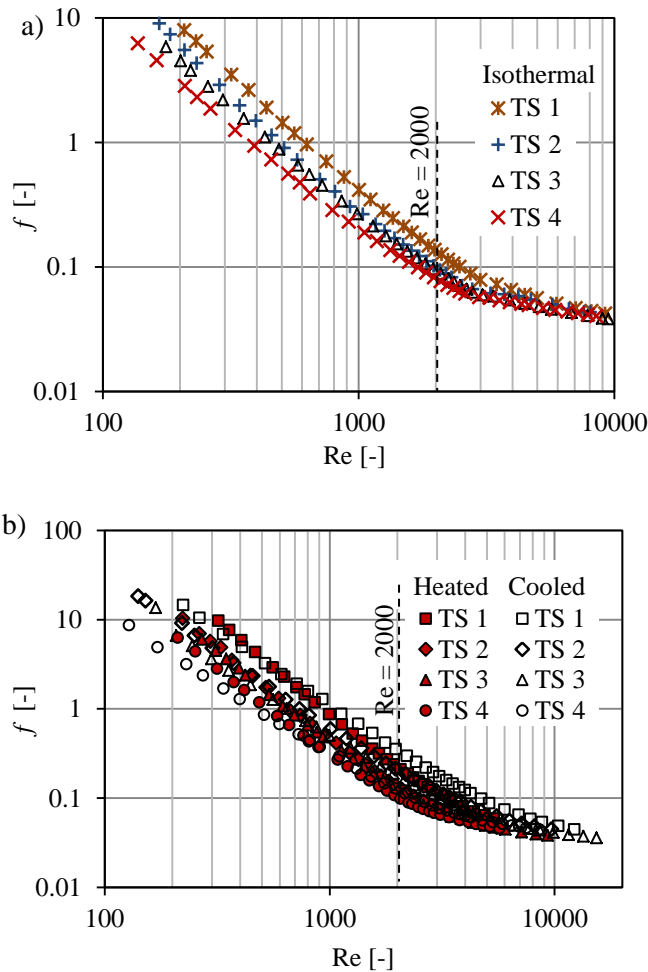 a)
10
1
0.1
0.01
f [-]
Isothermal
TS 1
TS 2
TS 3
TS 4
Re = 2000
100
1000
10000
Re [-]
b)
100
10
1
0.1
0.01
f [-]
Heated Cooled
TS 1 TS 1
TS 2 TS 2
TS 3 TS 3
TS 4 TS 4
Re = 2000
100
1000
10000
Re [-]